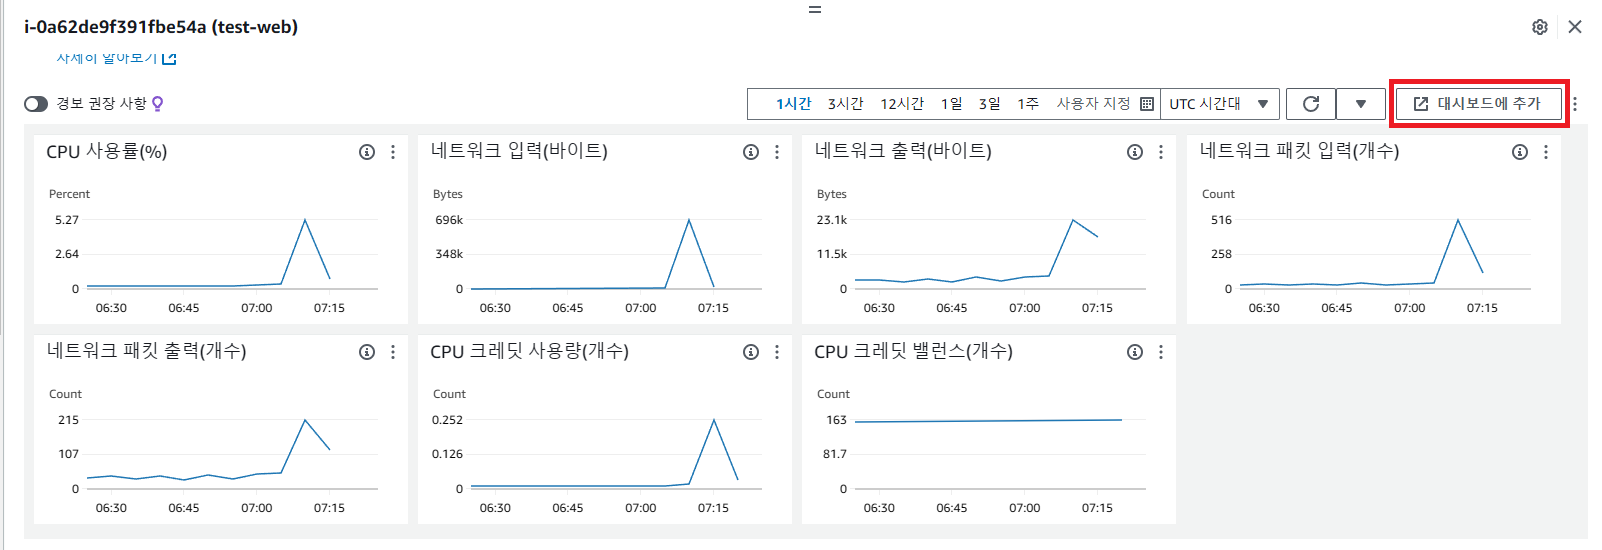 i-0a62de9f391fbe54a (test-web)
자세히 알아보기
경보 권장 사항
1시간 3시간 12시간 1일 3일 1주 사용자 지정 UTC 시간대
대시보드에 추가
CPU 사용률(%)
Percent
5.27
2.64
0
06:30 06:45 07:00 07:15
네트워크 입력(바이트)
Bytes
696k
348k
0
06:30 06:45 07:00 07:15
네트워크 출력(바이트)
Bytes
23.1k
11.5k
0
06:30 06:45 07:00 07:15
네트워크 패킷 입력(개수)
Count
516
258
0
06:30 06:45 07:00 07:15
네트워크 패킷 출력(개수)
Count
215
107
0
06:30 06:45 07:00 07:15
CPU 크레딧 사용량(개수)
Count
0.252
0.126
0
06:30 06:45 07:00 07:15
CPU 크레딧 밸런스(개수)
Count
163
81.7
0
06:30 06:45 07:00 07:15